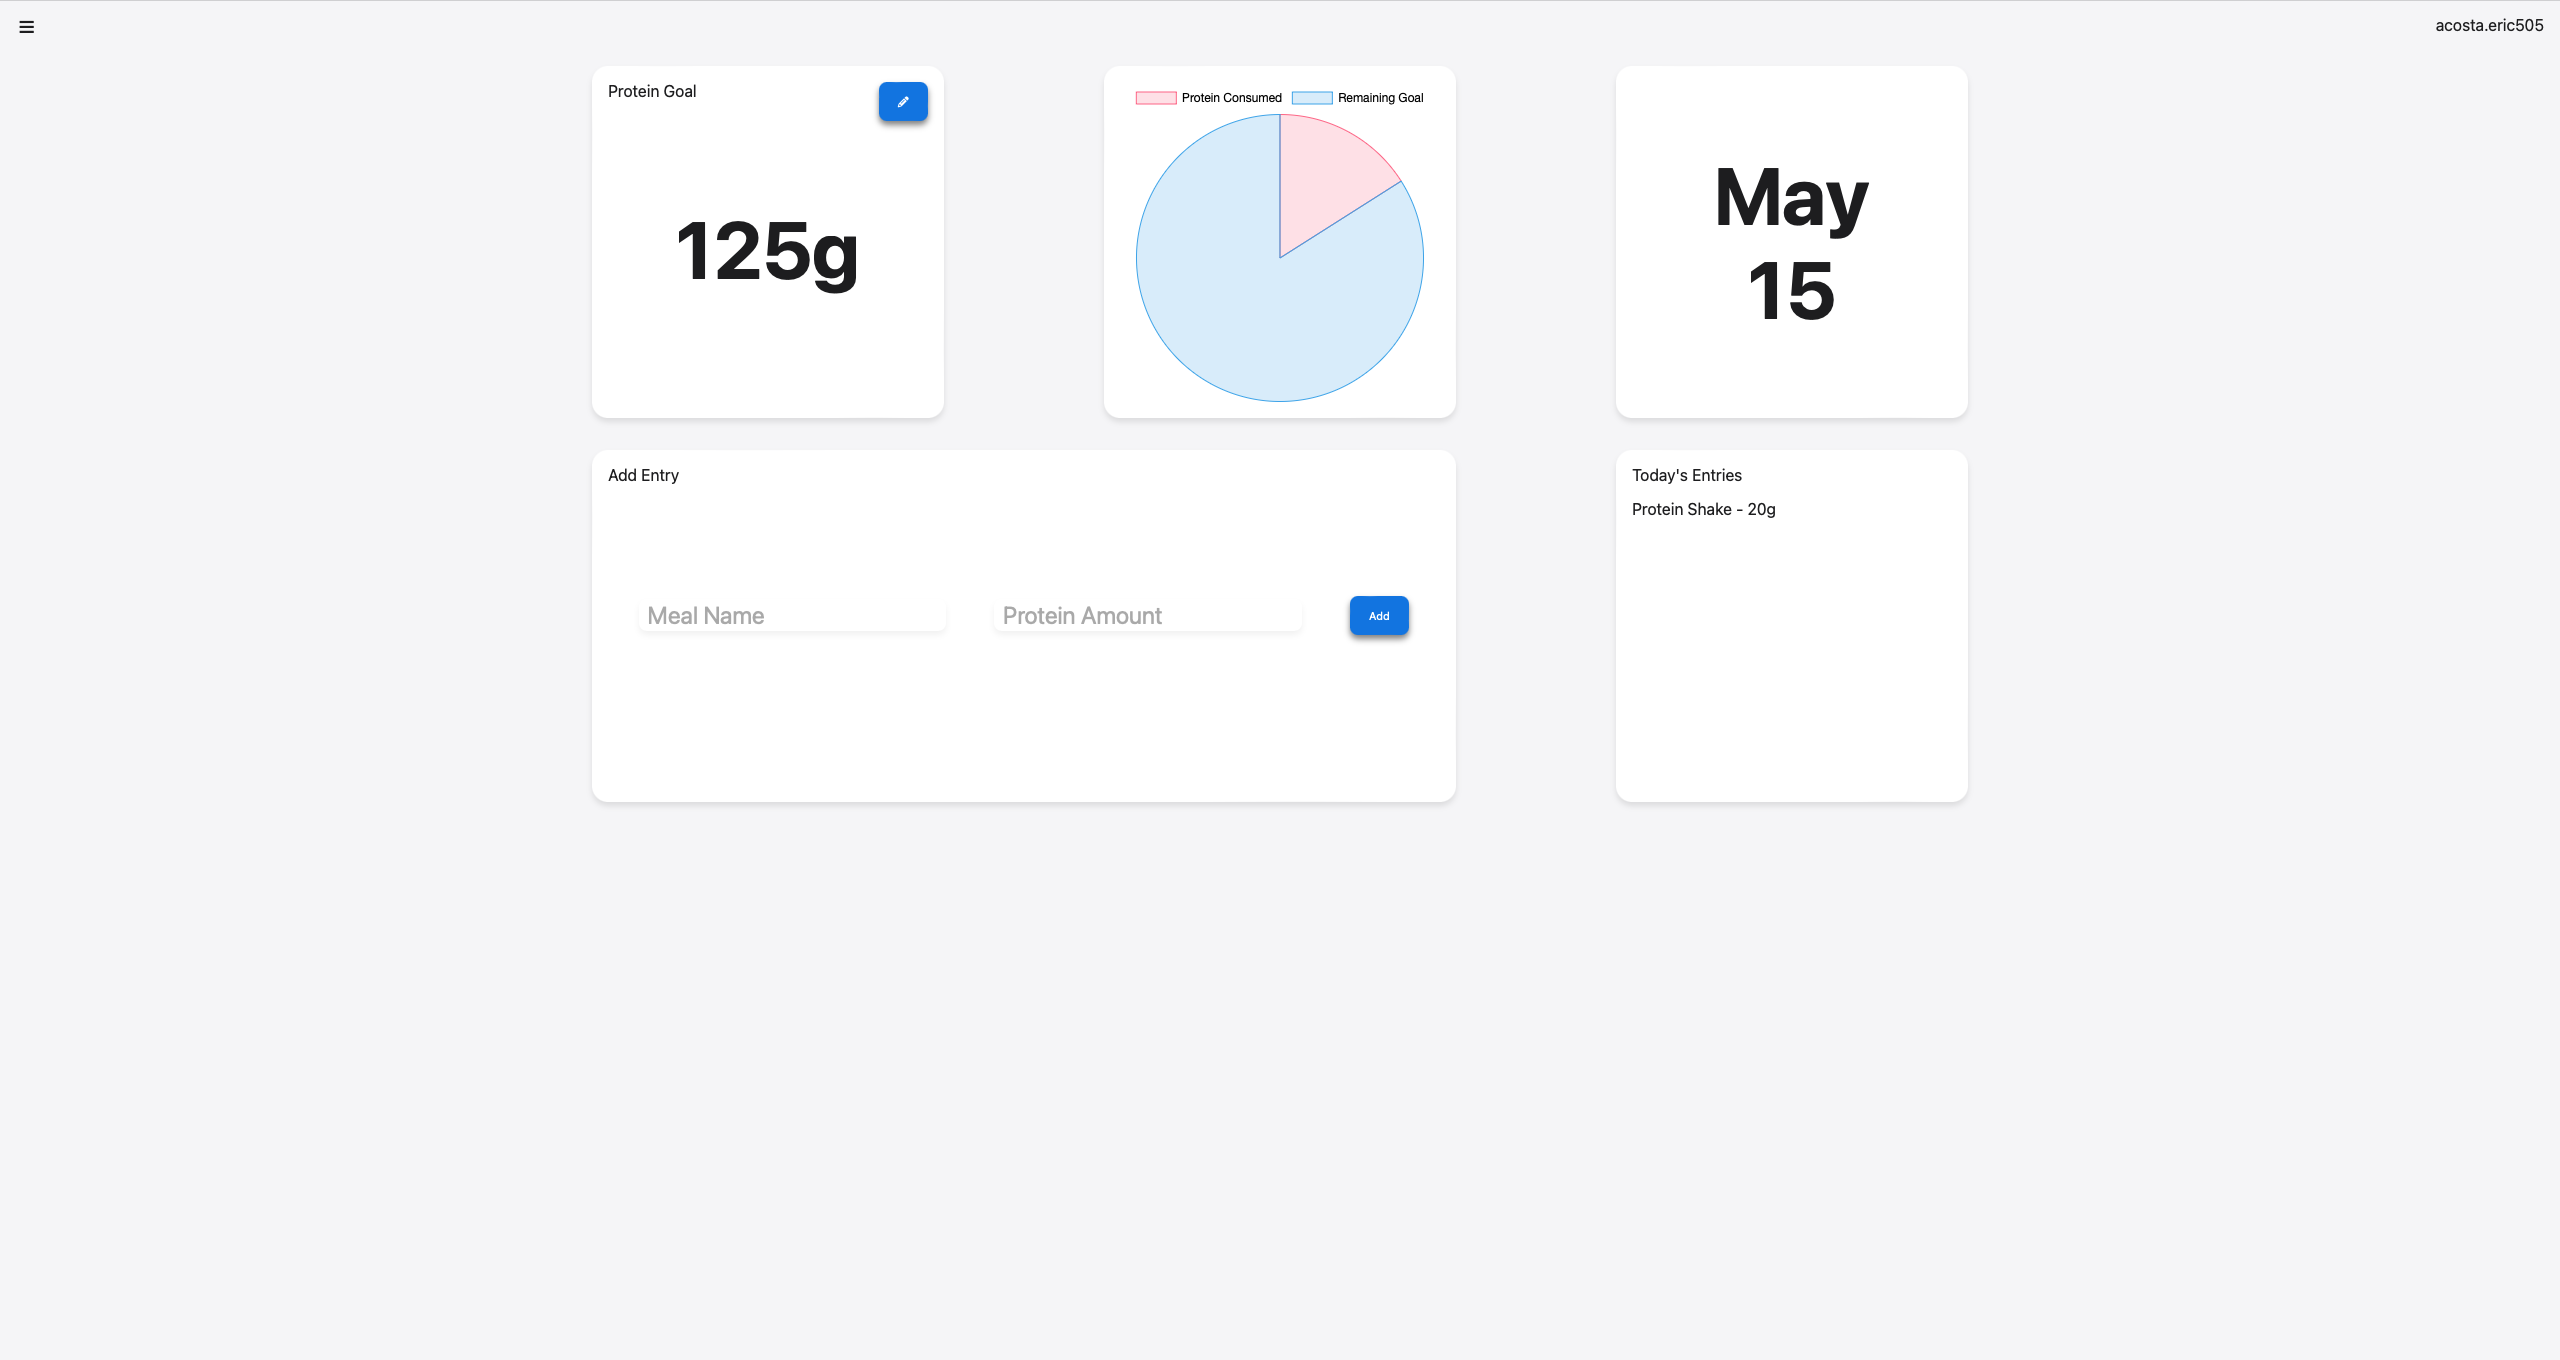 acosta.eric505
Protein Goal
125g
Protein Consumed
Remaining Goal
May
15
Add Entry
Meal Name
Protein Amount
Add
Today's Entries
Protein Shake - 20g